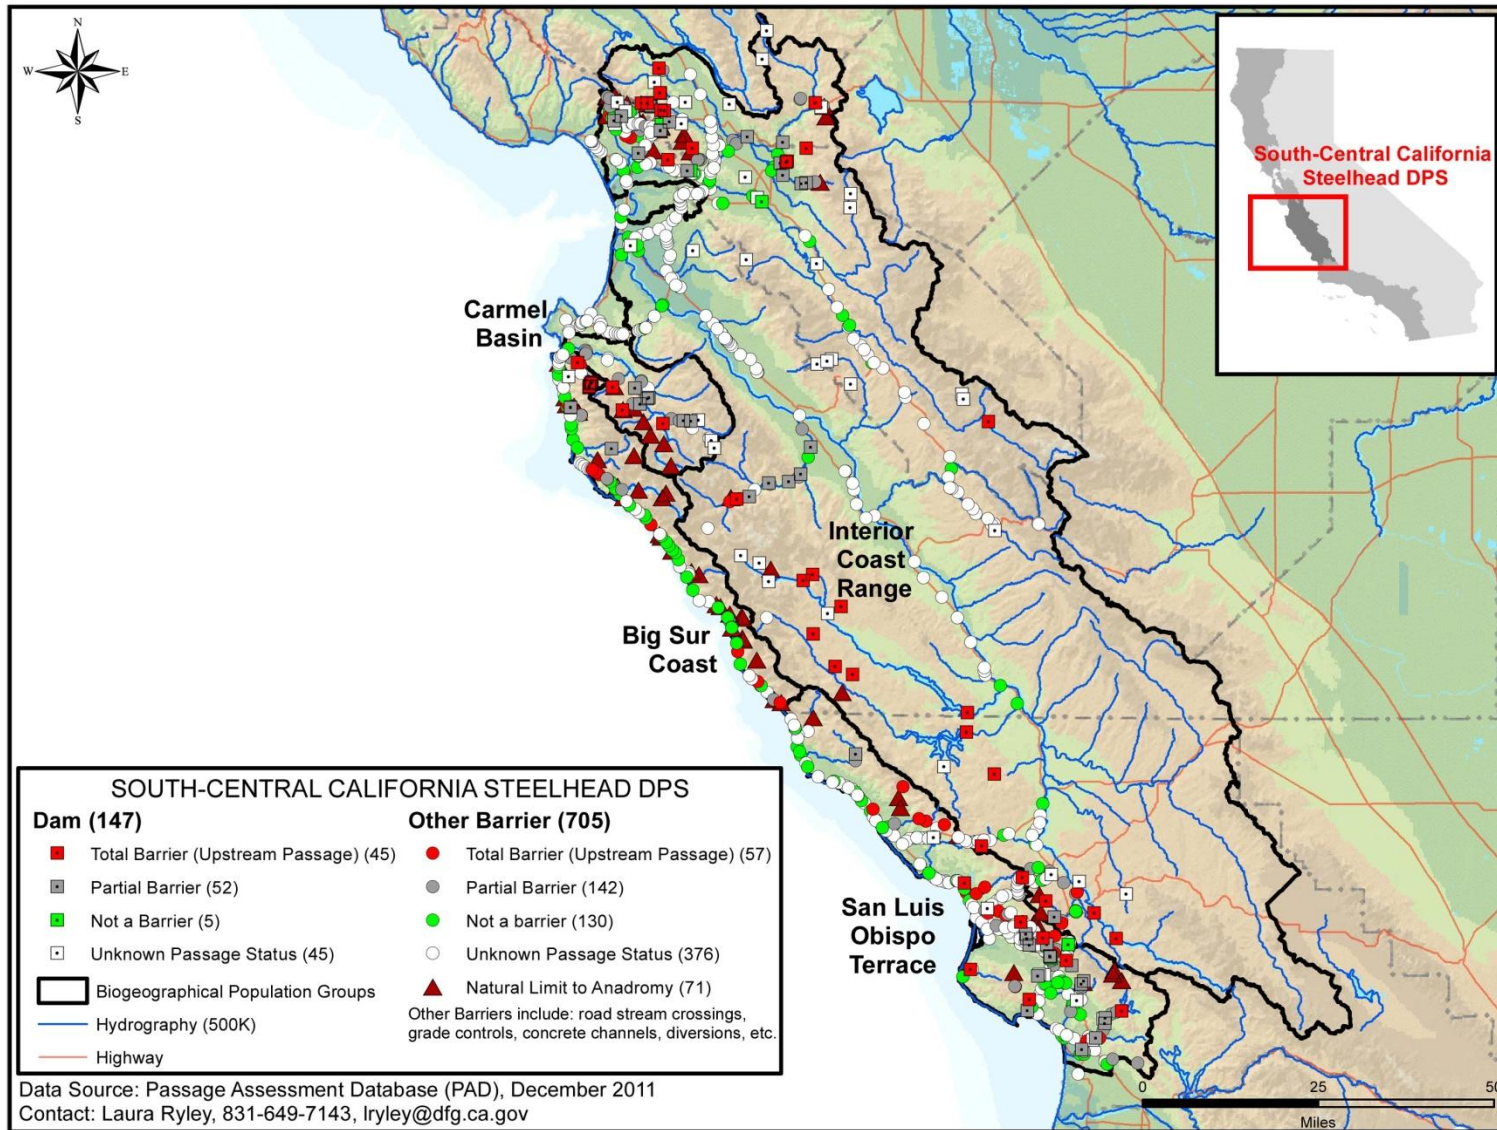 N
W
E
S
South-Central California
Steelhead DPS
Carmel
Basin
Interior
Coast
Range
Big Sur
Coast
San Luis
Obispo
Terrace
SOUTH-CENTRAL CALIFORNIA STEELHEAD DPS
Dam (147)
Total Barrier (Upstream Passage) (45)
Partial Barrier (52)
Not a Barrier (5)
Unknown Passage Status (45)
Biogeographical Population Groups
Hydrography (500K)
Highway
Other Barrier (705)
Total Barrier (Upstream Passage) (57)
Partial Barrier (142)
Not a barrier (130)
Unknown Passage Status (376)
Natural Limit to Anadromy (71)
Other Barriers include: road stream crossings,
grade controls, concrete channels, diversions, etc.
Data Source: Passage Assessment Database (PAD), December 2011
Contact: Laura Ryley, 831-649-7143, lryley@dfg.ca.gov
0 25 50
Miles